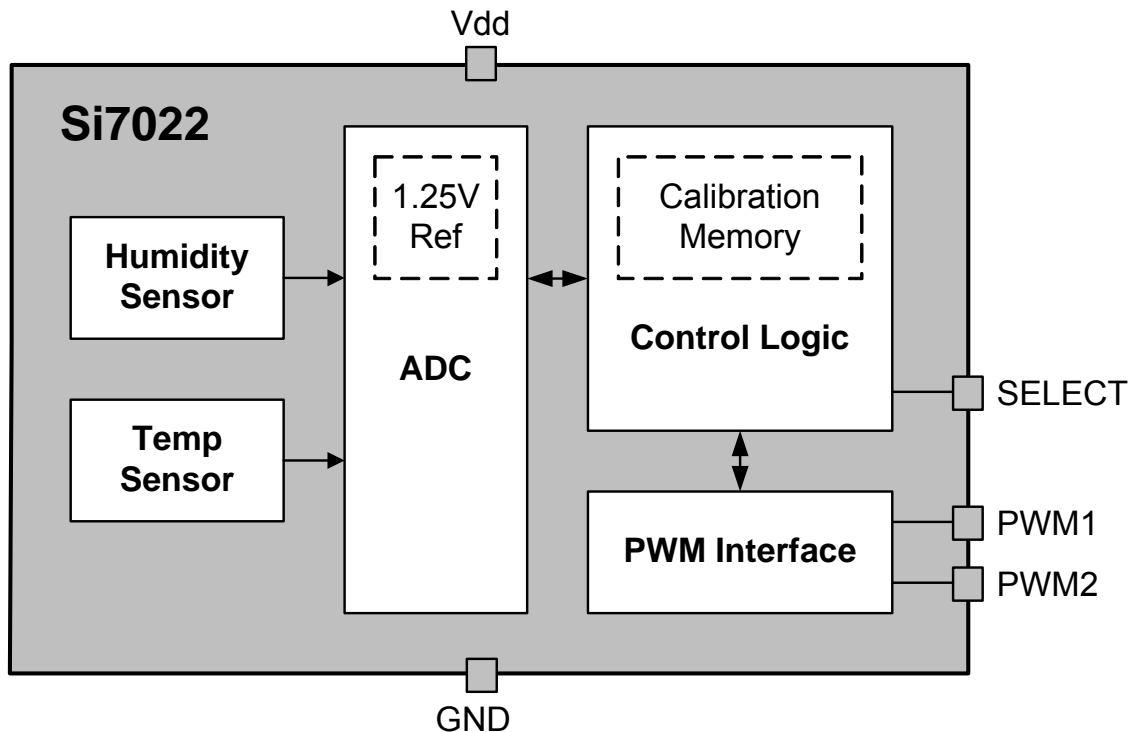 Vdd
Si7022
1.25V
Ref
Calibration
Memory
Humidity
Sensor
Control Logic
ADC
SELECT
Temp
Sensor
PWM Interface
PWM1
PWM2
GND